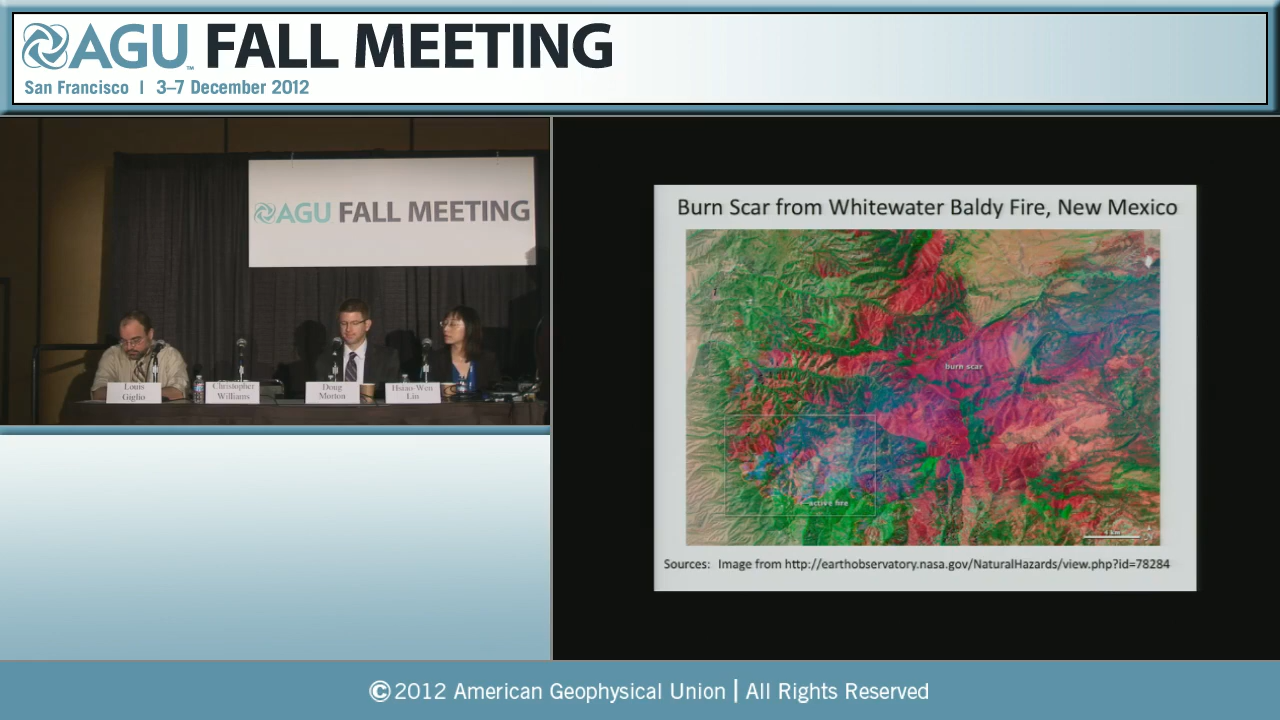 AGU FALL MEETING
San Francisco | 3–7 December 2012
AGU FALL MEETING
Louis
Giglio
Christopher
Williams
Doug
Morton
Hsiao-Wen
Lin
Burn Scar from Whitewater Baldy Fire, New Mexico
burn scar
active fire
Sources: Image from http://earthobservatory.nasa.gov/NaturalHazards/view.php?id=78284
©2012 American Geophysical Union | All Rights Reserved